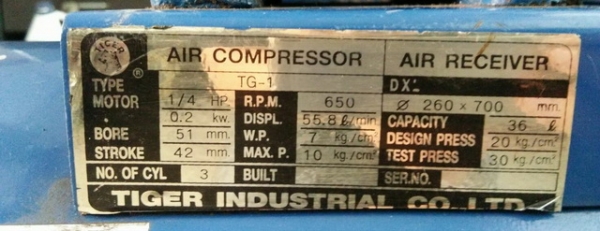 TIGER
®
AIR COMPRESSOR
TYPE TG-1
MOTOR 1/4 HP. R.P.M. 650
0.2 kw. DISPL. 55.8 ℓ/min
BORE 51 mm. W.P. 7 kg./cm²
STROKE 42 mm. MAX. P. 10 kg./cm²
NO. OF CYL 3 BUILT
AIR RECEIVER
DX
Ø 260 x 700 mm.
CAPACITY 36 ℓ
DESIGN PRESS 20 kg./cm²
TEST PRESS 30 kg./cm²
SER.NO.
TIGER INDUSTRIAL CO., LTD.